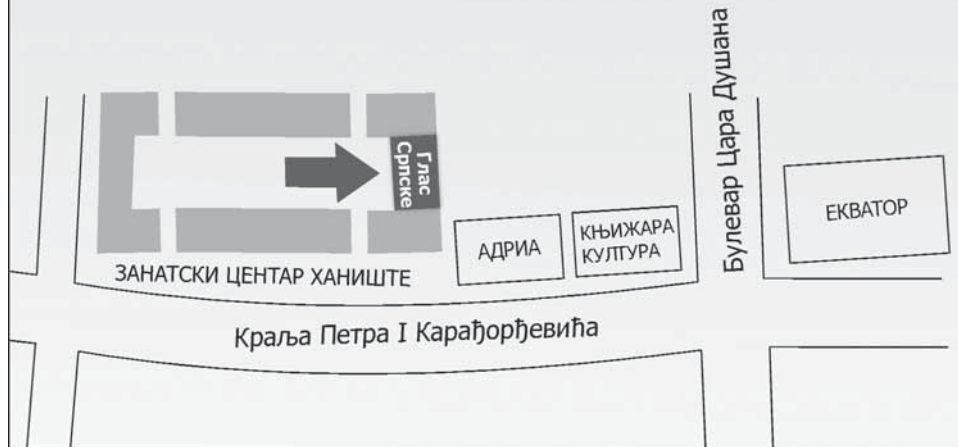 Булевар Цара Душана
Глас
Српске
АДРИА
КЊИЖАРА
КУЛТУРА
ЕКВАТОР
ЗАНАТСКИ ЦЕНТАР ХАНИШТЕ
Краља Петра I Карађорђевића